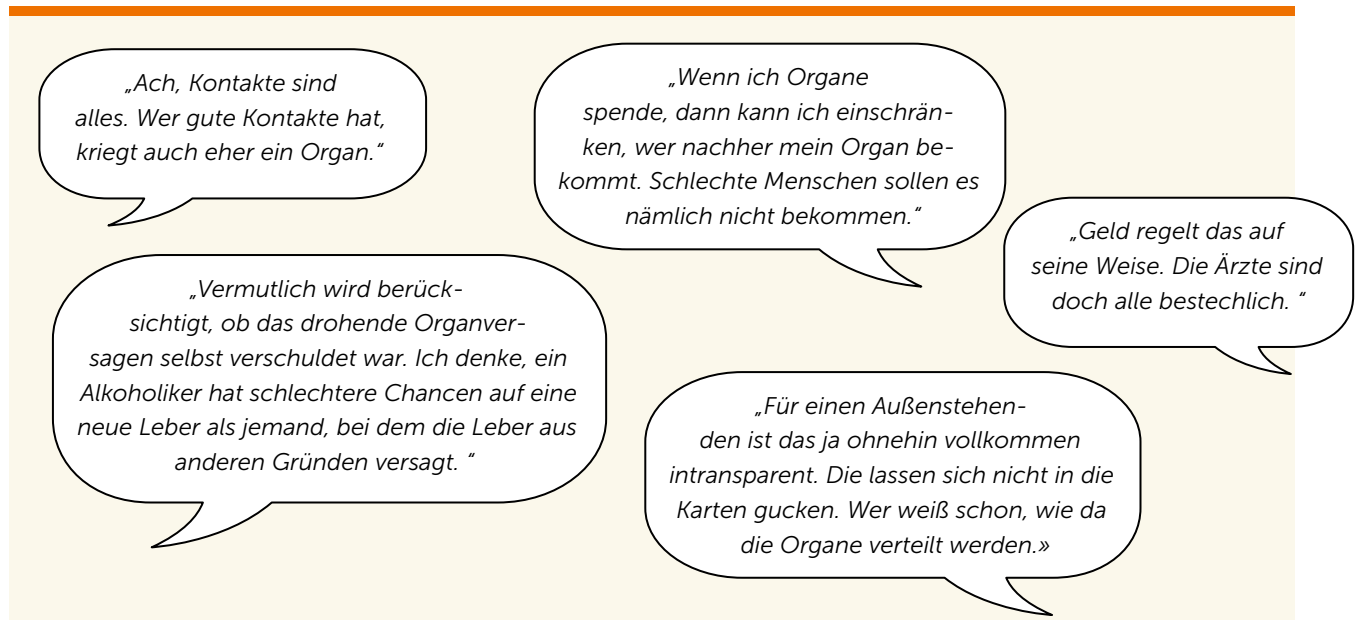 „Ach, Kontakte sind
alles. Wer gute Kontakte hat,
kriegt auch eher ein Organ.“
„Wenn ich Organe
spende, dann kann ich einschrän-
ken, wer nachher mein Organ be-
kommt. Schlechte Menschen sollen es
nämlich nicht bekommen.“
„Geld regelt das auf
seine Weise. Die Ärzte sind
doch alle bestechlich. “
„Vermutlich wird berück-
sichtigt, ob das drohende Organver-
sagen selbst verschuldet war. Ich denke, ein
Alkoholiker hat schlechtere Chancen auf eine
neue Leber als jemand, bei dem die Leber aus
anderen Gründen versagt. “
„Für einen Außenstehen-
den ist das ja ohnehin vollkommen
intransparent. Die lassen sich nicht in die
Karten gucken. Wer weiß schon, wie da
die Organe verteilt werden.»